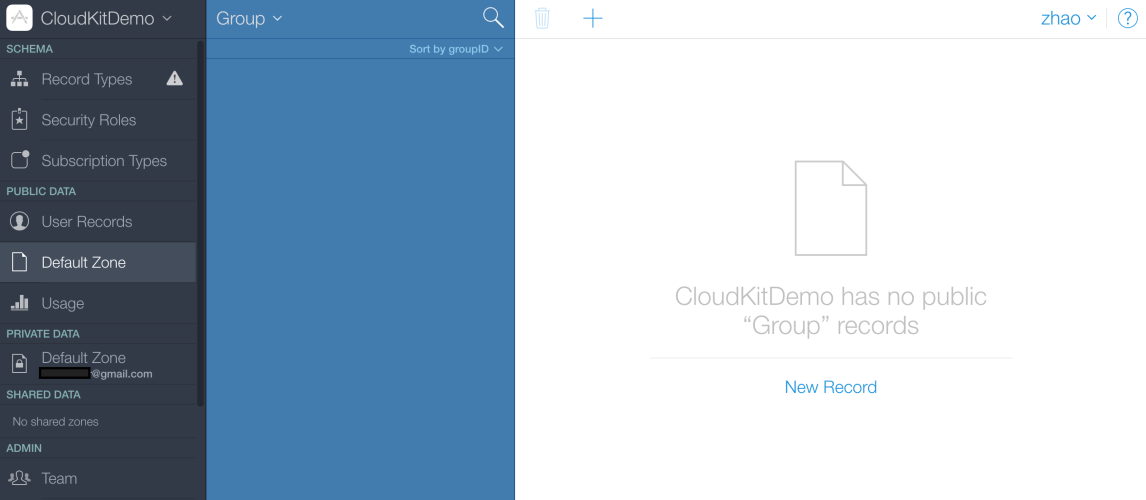 CloudKitDemo
SCHEMA
Record Types
Security Roles
Subscription Types
PUBLIC DATA
User Records
Default Zone
Usage
PRIVATE DATA
Default Zone
@gmail.com
SHARED DATA
No shared zones
ADMIN
Team
Group
Sort by groupID
zhao
?
CloudKitDemo has no public
“Group” records
New Record